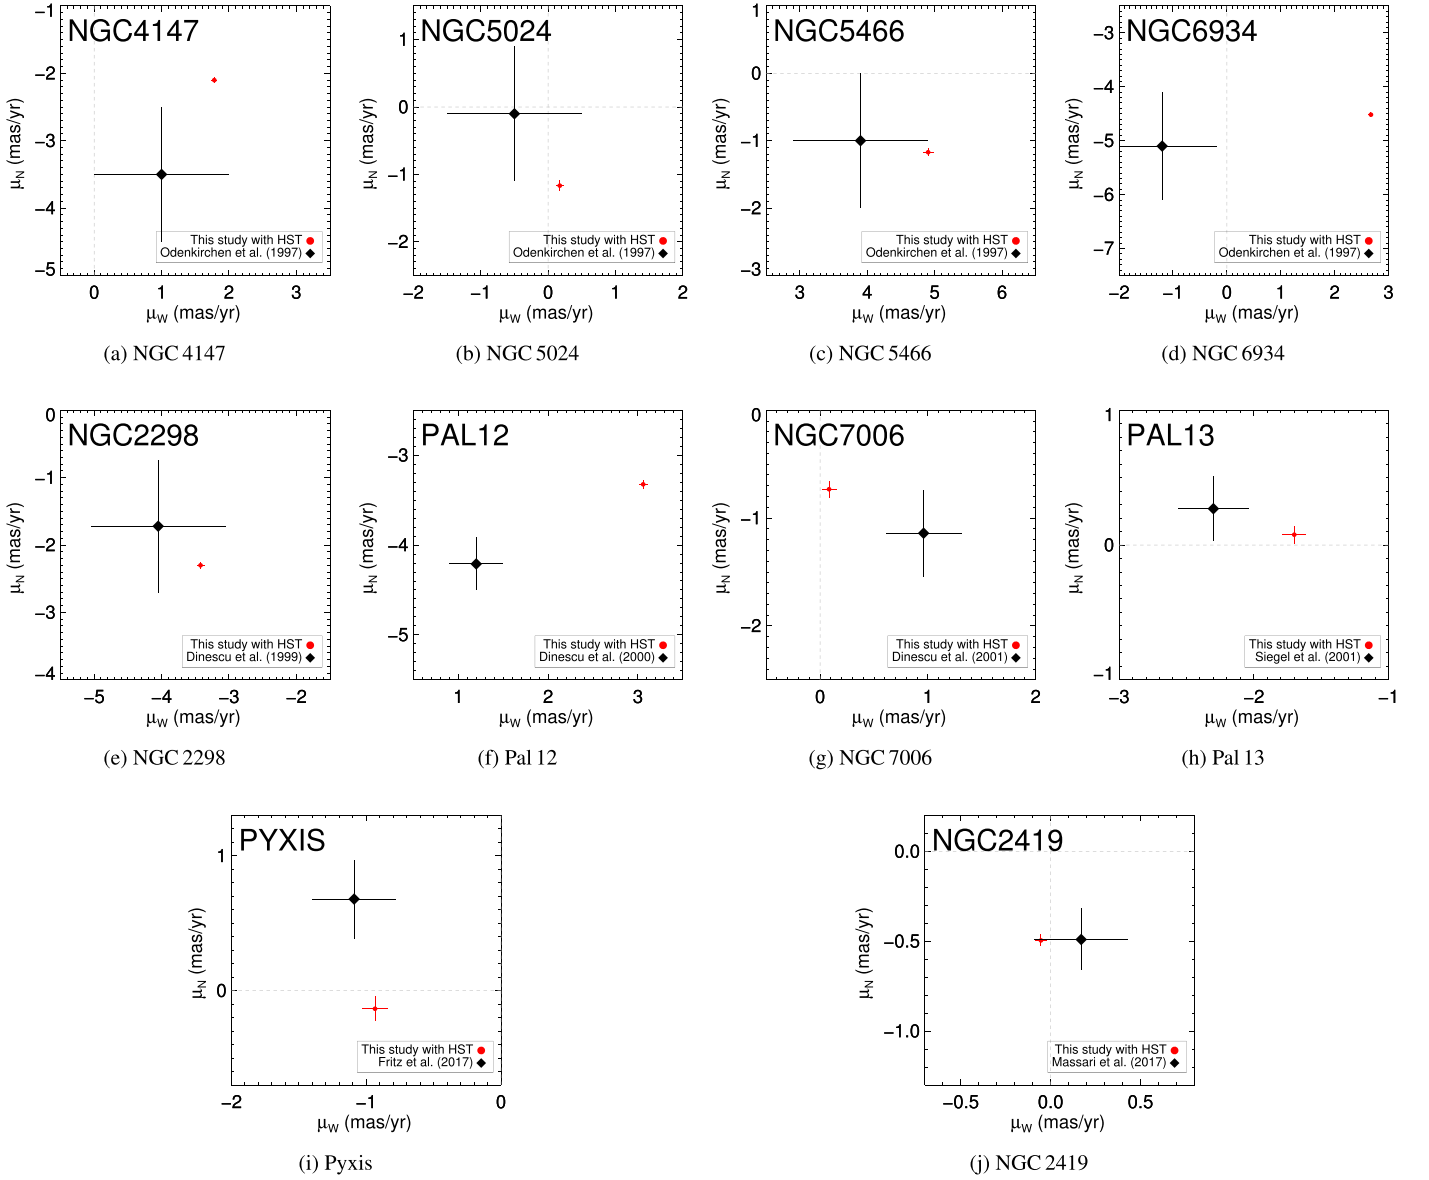 NGC4147
−1
−2
−3
−4
−5
μN (mas/yr)
This study with HST
Odenkirchen et al. (1997)
0 1 2 3
μW (mas/yr)
(a) NGC 4147
NGC5024
1
0
−1
−2
μN (mas/yr)
This study with HST
Odenkirchen et al. (1997)
−2 −1 0 1 2
μW (mas/yr)
(b) NGC 5024
NGC5466
1
0
−1
−2
−3
μN (mas/yr)
This study with HST
Odenkirchen et al. (1997)
3 4 5 6
μW (mas/yr)
(c) NGC 5466
NGC6934
−3
−4
−5
−6
−7
μN (mas/yr)
This study with HST
Odenkirchen et al. (1997)
−2 −1 0 1 2 3
μW (mas/yr)
(d) NGC 6934
NGC2298
0
−1
−2
−3
−4
μN (mas/yr)
This study with HST
Dinescu et al. (1999)
−5 −4 −3 −2
μW (mas/yr)
(e) NGC 2298
PAL12
−3
−4
−5
μN (mas/yr)
This study with HST
Dinescu et al. (2000)
1 2 3
μW (mas/yr)
(f) Pal 12
NGC7006
0
−1
−2
μN (mas/yr)
This study with HST
Dinescu et al. (2001)
0 1 2
μW (mas/yr)
(g) NGC 7006
PAL13
1
0
−1
μN (mas/yr)
This study with HST
Siegel et al. (2001)
−3 −2 −1
μW (mas/yr)
(h) Pal 13
PYXIS
1
0
μN (mas/yr)
This study with HST
Fritz et al. (2017)
−2 −1 0
μW (mas/yr)
(i) Pyxis
NGC2419
0.0
−0.5
−1.0
μN (mas/yr)
This study with HST
Massari et al. (2017)
−0.5 0.0 0.5
μW (mas/yr)
(j) NGC 2419